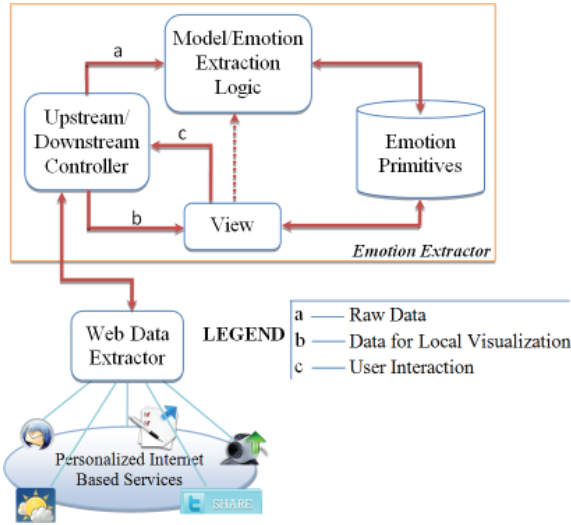 a
Model/Emotion
Extraction
Logic
Upstream/
Downstream
Controller
c
Emotion
Primitives
b
View
Emotion Extractor
Web Data
Extractor
LEGEND
a Raw Data
b Data for Local Visualization
c User Interaction
Personalized Internet
Based Services
t SHARE